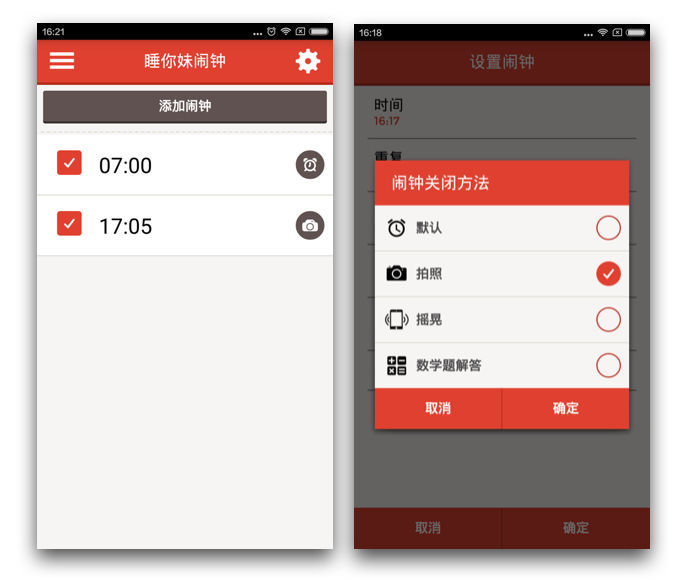 16:21
睡你妹闹钟
添加闹钟
07:00
17:05
16:18
设置闹钟
时间
16:17
重复
闹钟关闭方法
默认
拍照
摇晃
数学题解答
取消 确定
取消 确定